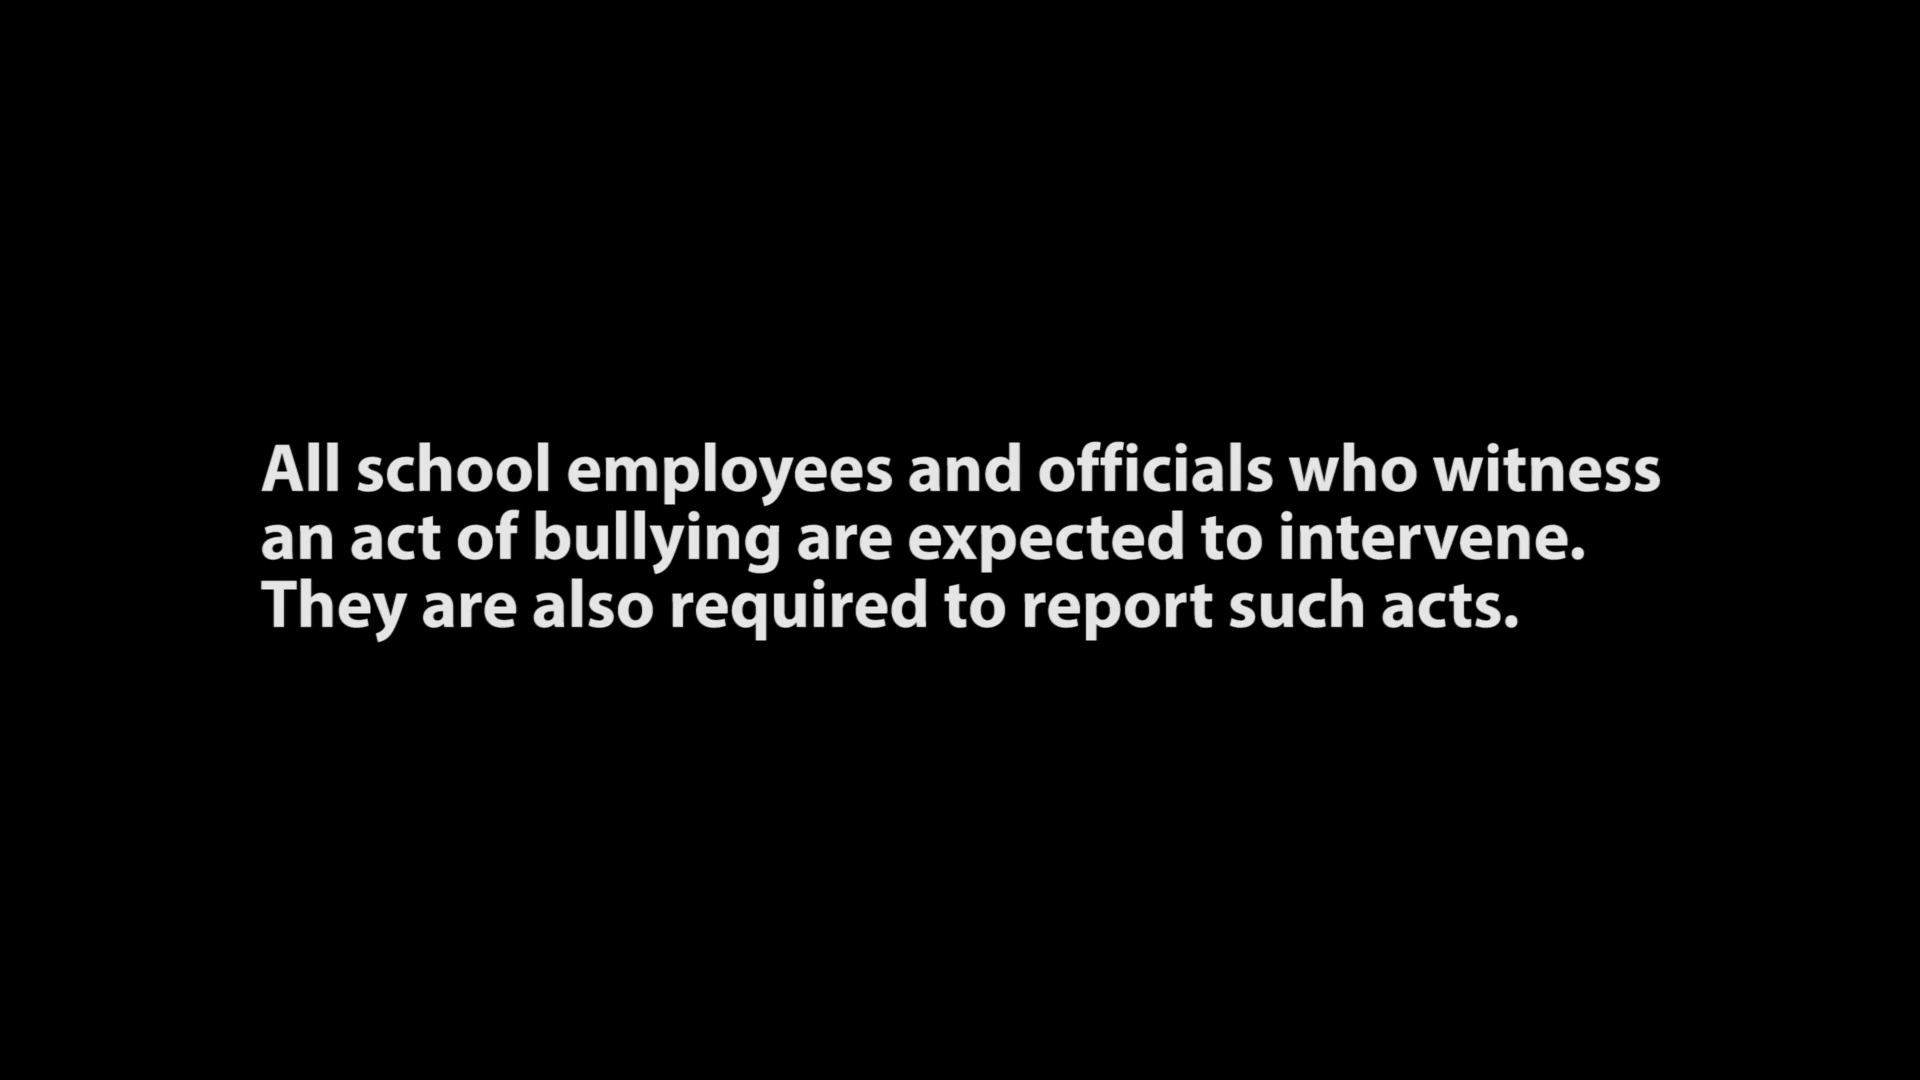 All school employees and officials who witness
an act of bullying are expected to intervene.
They are also required to report such acts.